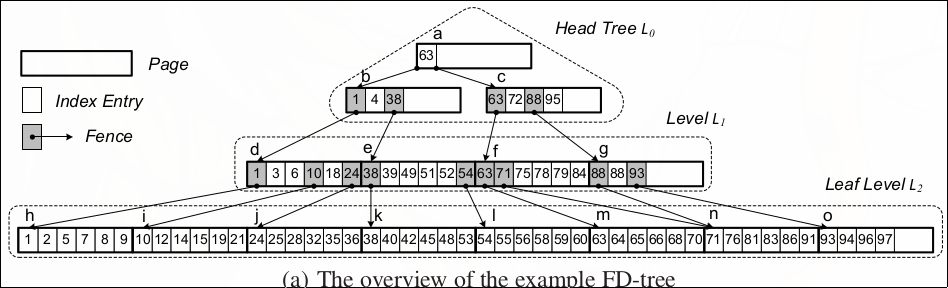 Head Tree L0
a
63
Page
b
c
1 4 38
63 72 88 95
Index Entry
Level L1
Fence
d
e
f
g
1 3 6 10 18 24 38 39 49 51 52 54 63 71 75 78 79 84 88 88 93
Leaf Level L2
h
i
j
k
l
m
n
o
1 2 5 7 8 9 10 12 14 15 19 21 24 25 28 32 35 36 38 40 42 45 48 53 54 55 56 58 59 60 63 64 65 66 68 70 71 76 81 83 86 91 93 94 96 97
(a) The overview of the example FD-tree